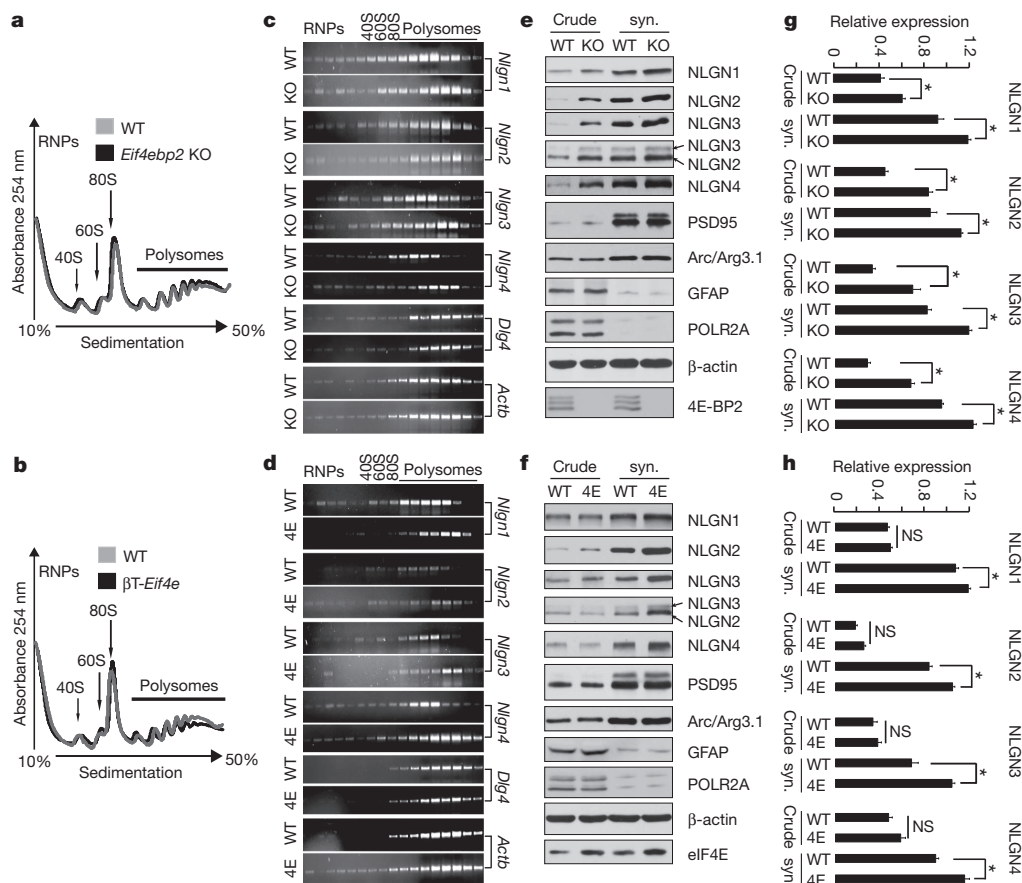 a
WT
Eif4ebp2 KO
RNPs
80S
60S
40S
Polysomes
Absorbance 254 nm
10%
Sedimentation
50%
b
WT
βT-Eif4e
RNPs
80S
60S
40S
Polysomes
Absorbance 254 nm
10%
Sedimentation
50%
c
RNPs
40S
60S
80S
Polysomes
WT
KO
Nlgn1
WT
KO
Nlgn2
WT
KO
Nlgn3
WT
KO
Nlgn4
WT
KO
Dlg4
WT
KO
Actb
d
RNPs
40S
60S
80S
Polysomes
WT
4E
Nlgn1
WT
4E
Nlgn2
WT
4E
Nlgn3
WT
4E
Nlgn4
WT
4E
Dlg4
WT
4E
Actb
e
Crude syn.
WT KO WT KO
NLGN1
NLGN2
NLGN3
NLGN3
NLGN2
NLGN4
PSD95
Arc/Arg3.1
GFAP
POLR2A
β-actin
4E-BP2
f
Crude syn.
WT 4E WT 4E
NLGN1
NLGN2
NLGN3
NLGN3
NLGN2
NLGN4
PSD95
Arc/Arg3.1
GFAP
POLR2A
β-actin
eIF4E
g
Relative expression
0 0.4 0.8 1.2
Crude
WT
KO
*
syn.
WT
KO
*
NLGN1
Crude
WT
KO
*
syn.
WT
KO
*
NLGN2
Crude
WT
KO
*
syn.
WT
KO
*
NLGN3
Crude
WT
KO
*
syn.
WT
KO
*
NLGN4
h
Relative expression
0 0.4 0.8 1.2
Crude
WT
4E
NS
syn.
WT
4E
*
NLGN1
Crude
WT
4E
NS
syn.
WT
4E
*
NLGN2
Crude
WT
4E
NS
syn.
WT
4E
*
NLGN3
Crude
WT
4E
NS
syn
WT
4E
*
NLGN4